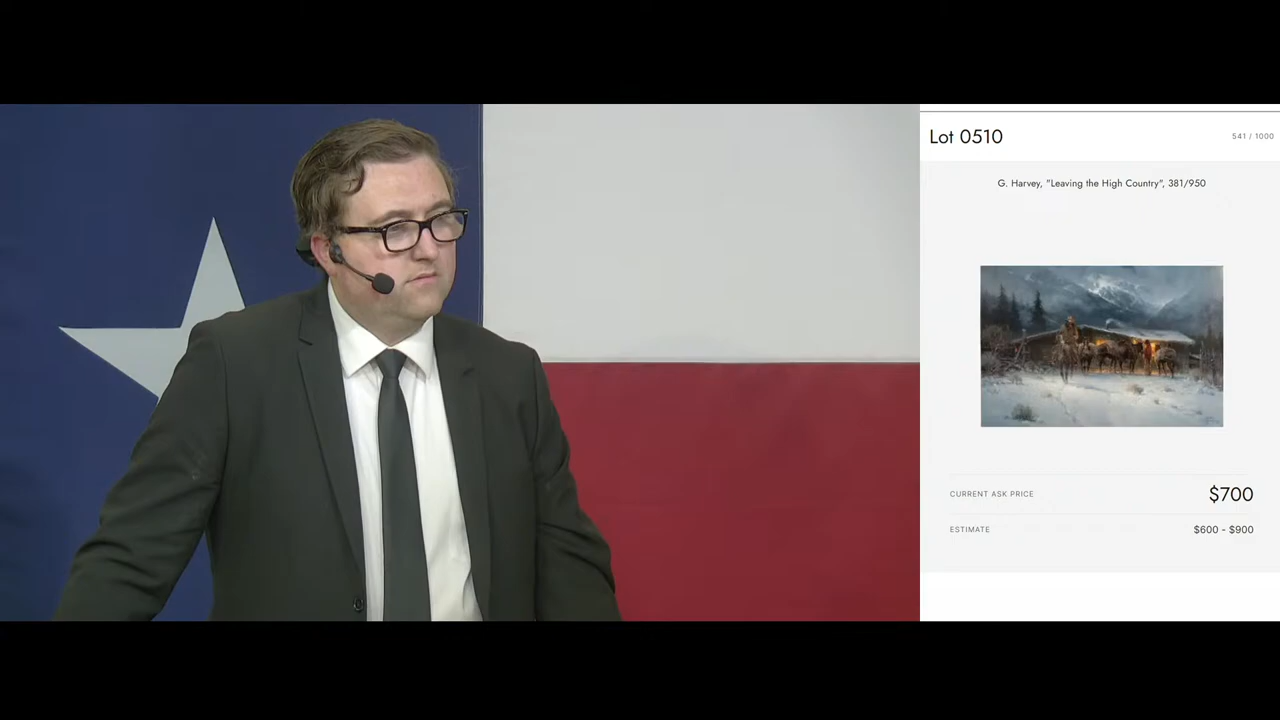 Lot 0510
541 / 1000
G. Harvey, "Leaving the High Country", 381/950
CURRENT ASK PRICE
$700
ESTIMATE
$600 - $900